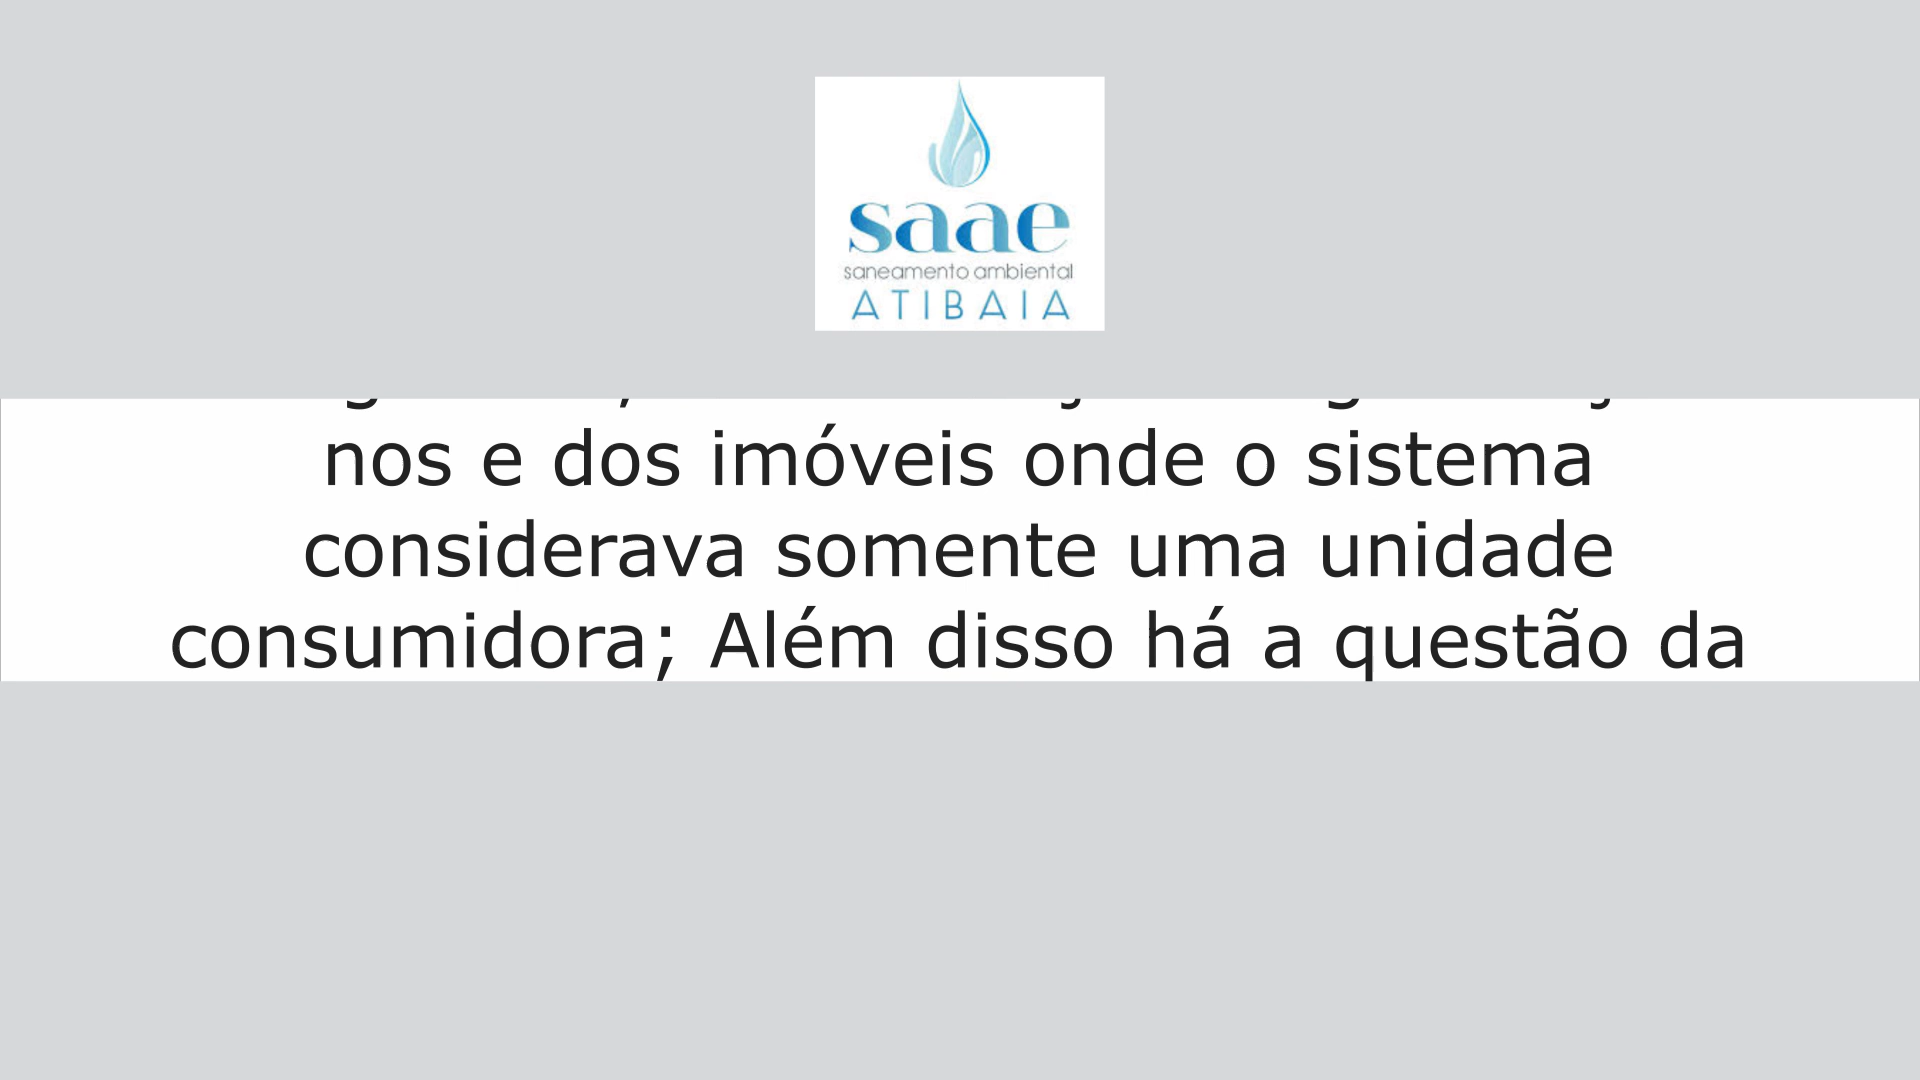 saae
saneamento ambiental
ATIBAIA
nos e dos imóveis onde o sistema
considerava somente uma unidade
consumidora; Além disso há a questão da